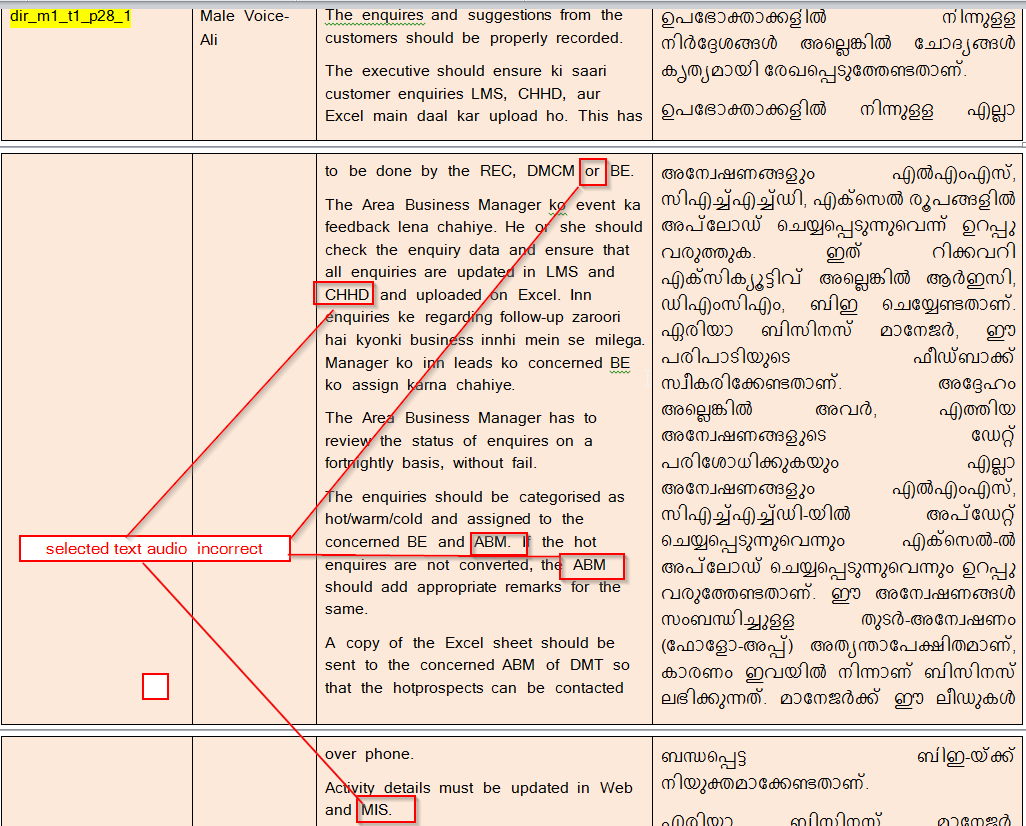 dir_m1_t1_p28_1
Male Voice-
Ali
The enquires and suggestions from the
customers should be properly recorded.
The executive should ensure ki saari
customer enquiries LMS, CHHD, aur
Excel main daal kar upload ho. This has
ഉപഭോക്താക്കളിൽ നിന്നുള്ള
നിർദ്ദേശങ്ങൾ അല്ലെങ്കിൽ ചോദ്യങ്ങൾ
കൃത്യമായി രേഖപ്പെടുത്തേണ്ടതാണ്.
ഉപഭോക്താക്കളിൽ നിന്നുള്ള എല്ലാ
to be done by the REC, DMCM or BE.
The Area Business Manager ko event ka
feedback lena chahiye. He or she should
check the enquiry data and ensure that
all enquiries are updated in LMS and
CHHD and uploaded on Excel. Inn
enquiries ke regarding follow-up zaroori
hai kyonki business innhi mein se milega.
Manager ko inn leads ko concerned BE
ko assign karna chahiye.
The Area Business Manager has to
review the status of enquires on a
fortnightly basis, without fail.
The enquiries should be categorised as
hot/warm/cold and assigned to the
concerned BE and ABM. If the hot
enquires are not converted, the ABM
should add appropriate remarks for the
same.
A copy of the Excel sheet should be
sent to the concerned ABM of DMT so
that the hotprospects can be contacted
selected text audio incorrect
അന്വേഷണങ്ങളും എൽഎംഎസ്,
സിഎച്ച്എച്ച്ഡി, എക്സെൽ രൂപങ്ങളിൽ
അപ്‌ലോഡ് ചെയ്യപ്പെടുന്നുവെന്ന് ഉറപ്പു
വരുത്തുക. ഇത് റിക്കവറി
എക്സിക്യൂട്ടിവ് അല്ലെങ്കിൽ ആർഇസി,
ഡിഎംസിഎം, ബിഇ ചെയ്യേണ്ടതാണ്.
ഏരിയാ ബിസിനസ് മാനേജർ, ഈ
പരിപാടിയുടെ ഫീഡ്ബാക്ക്
സ്വീകരിക്കേണ്ടതാണ്. അദ്ദേഹം
അല്ലെങ്കിൽ അവർ, എത്തിയ
അന്വേഷണങ്ങളുടെ ഡേറ്റ്
പരിശോധിക്കുകയും എല്ലാ
അന്വേഷണങ്ങളും എൽഎംഎസ്,
സിഎച്ച്എച്ച്ഡി-യിൽ അപ്ഡേറ്റ്
ചെയ്യപ്പെടുന്നുവെന്നും എക്സെൽ-ൽ
അപ്‌ലോഡ് ചെയ്യപ്പെടുന്നുവെന്നും ഉറപ്പു
വരുത്തേണ്ടതാണ്. ഈ അന്വേഷണങ്ങൾ
സംബന്ധിച്ചുള്ള തുടർ-അന്വേഷണം
(ഫോളോ-അപ്പ്) അത്യന്താപേക്ഷിതമാണ്,
കാരണം ഇവയിൽ നിന്നാണ് ബിസിനസ്
ലഭിക്കുന്നത്. മാനേജർക്ക് ഈ ലീഡുകൾ
over phone.
Activity details must be updated in Web
and MIS.
ബന്ധപ്പെട്ട ബിഇ-യ്ക്ക്
നിയുക്തമാക്കേണ്ടതാണ്.
ഏരിയാ ബിസിനസ് മാനേജർ